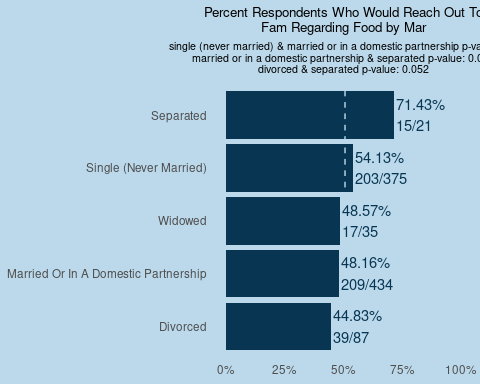 Percent Respondents Who Would Reach Out To
Fam Regarding Food by Mar
single (never married) & married or in a domestic partnership
married or in a domestic partnership & separated p-value:
divorced & separated p-value: 0.052
Separated
71.43%
15/21
Single (Never Married)
54.13%
203/375
Widowed
48.57%
17/35
Married Or In A Domestic Partnership
48.16%
209/434
Divorced
44.83%
39/87
0%
25%
50%
75%
100%